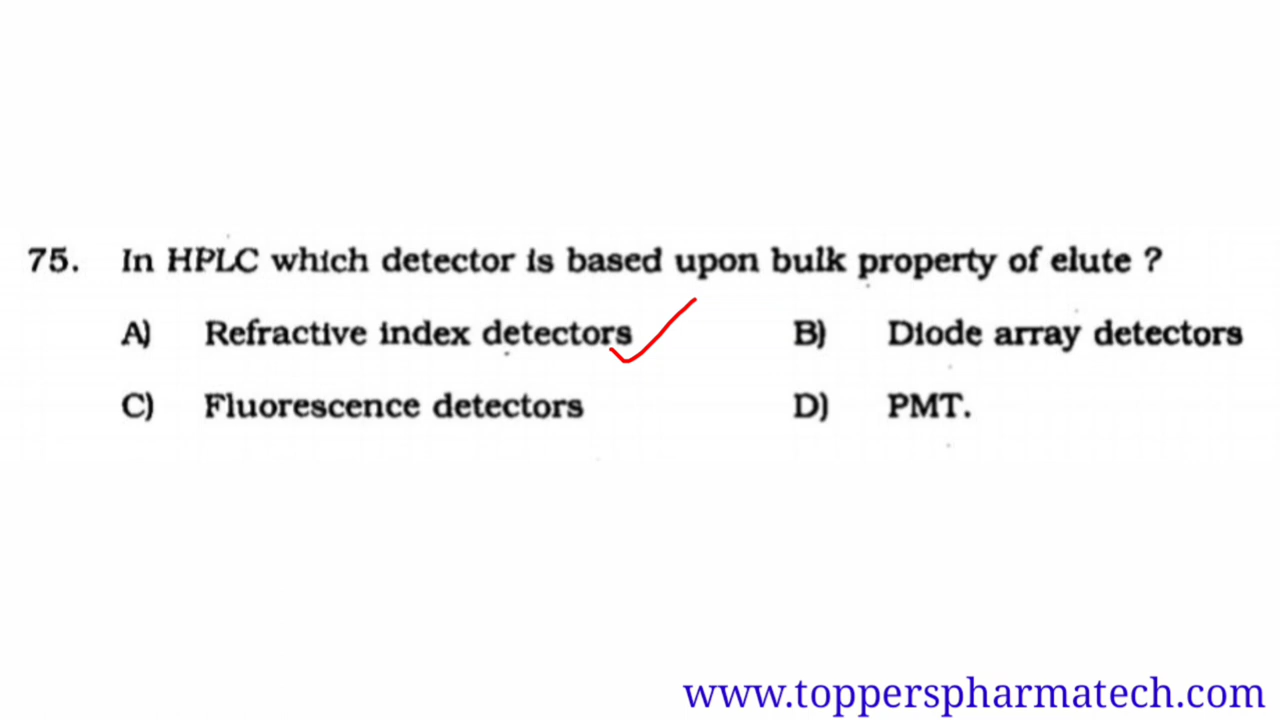 75. In HPLC which detector is based upon bulk property of elute ?
A) Refractive index detectors B) Diode array detectors
C) Fluorescence detectors D) PMT.
www.topperspharmatech.com